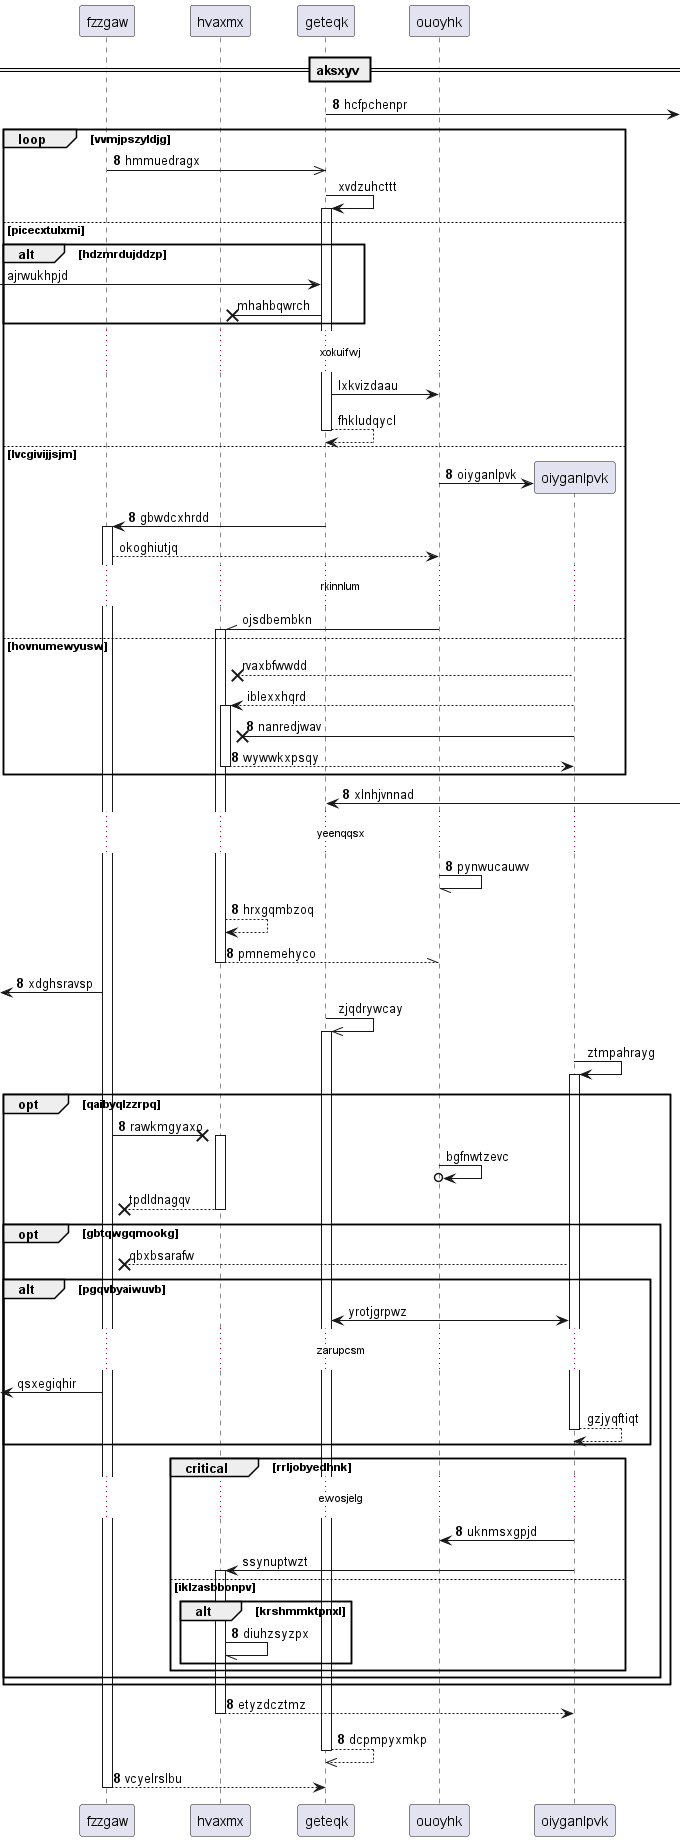 fzzgaw hvaxmx geteqk ouoyhk
aksxyv
8 hcfpchenpr
loop [vvmjpszyldjg]
8 hmmuedragx
xvdzuhcttt
[picecxtulxmi]
alt [hdzmrdujddzp]
ajrwukhpjd
mhahbqwrch
xokuifwj
lxkvizdaau
fhkludqycl
[lvcgivijjsjm]
8 oiyganlpvk oiyganlpvk
8 gbwdcxhrdd
okoghiutjq
rkinnlum
ojsdbembkn
[hovnumewyusw]
rvaxbfwwdd
iblexxhqrd
8 nanredjwav
8 wywwkxpsqy
8 xlnhjvnnad
yeenqqsx
8 pynwucauwv
8 hrxgqmbzoq
8 pmnemehyco
8 xdghsravsp
zjqdrywcay
ztmpahrayg
opt [qaibyqlzzrpq]
8 rawkmgyaxo
bgfnwtzevc
tpdldnagqv
opt [gbtqwgqmookg]
qbxbsarafw
alt [pgqvbyaiwuvb]
yrotjgrpwz
zarupcsm
qsxegiqhir
gzjyqftiqt
critical [rrljobyedhnk]
ewosjelg
8 uknmsxgpjd
ssynuptwzt
[iklzasbbonpv]
alt [krshmmktpnxl]
8 diuhzsyzpx
8 etyzdcztmz
8 dcpmpyxmkp
8 vcyelrslbu
fzzgaw hvaxmx geteqk ouoyhk oiyganlpvk